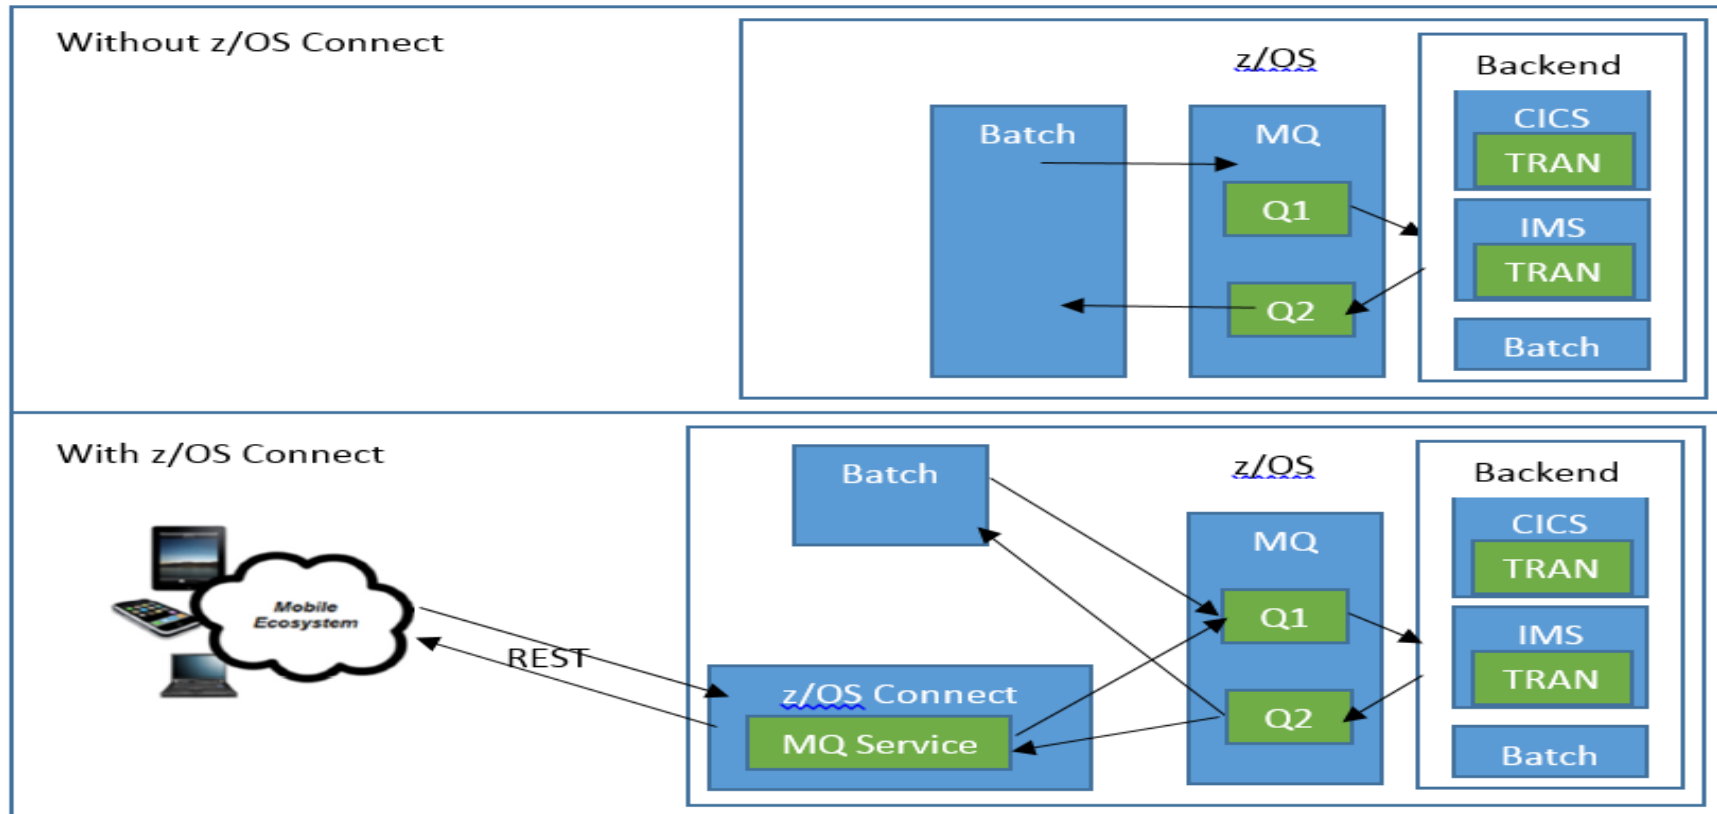 Without z/OS Connect
z/OS
Backend
Batch
MQ
CICS
TRAN
Q1
IMS
TRAN
Q2
Batch
With z/OS Connect
Batch
z/OS
Backend
MQ
CICS
TRAN
Mobile
Ecosystem
Q1
IMS
REST
TRAN
z/OS Connect
Q2
MQ Service
Batch